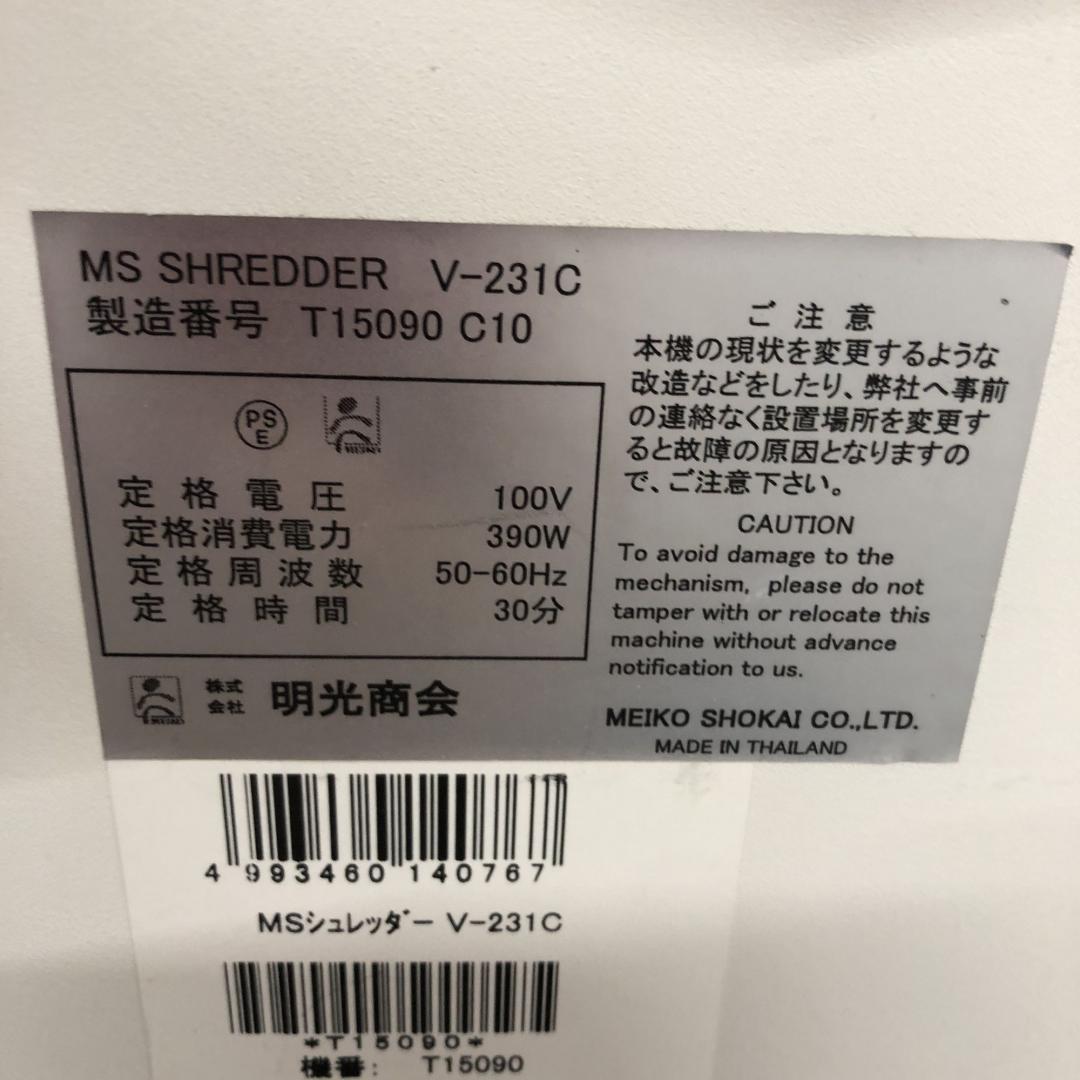 MS SHREDDER V-231C
製造番号 T15090 C10
PS
E
定格電圧 100V
定格消費電力 390W
定格周波数 50-60Hz
定格時間 30分
株式
会社 明光商会
ご注意
本機の現状を変更するような
改造などをしたり、弊社へ事前
の連絡なく設置場所を変更す
ると故障の原因となりますの
で、ご注意下さい。
CAUTION
To avoid damage to the
mechanism, please do not
tamper with or relocate this
machine without advance
notification to us.
MEIKO SHOKAI CO.,LTD.
MADE IN THAILAND
4 993460 140767
MSシュレッダー V-231C
*T15090*
機番: T15090